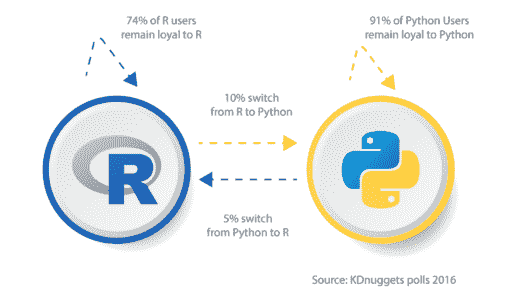 74% of R users
remain loyal to R
91% of Python Users
remain loyal to Python
10% switch
from R to Python
R
5% switch
from Python to R
Source: KDnuggets polls 2016